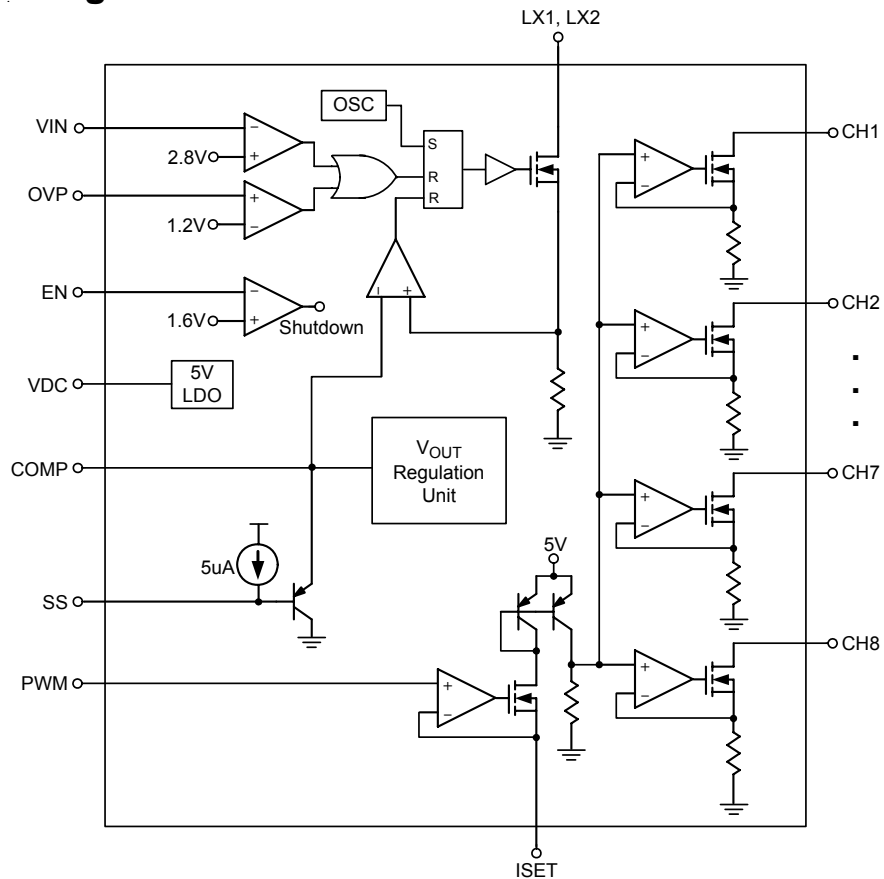 LX1, LX2
OSC
VIN
−
2.8V
+
S
R
R
OVP
+
1.2V
−
EN
−
1.6V
+
Shutdown
−
+
VDC
5V
LDO
COMP
VOUT
Regulation
Unit
5uA
SS
5V
PWM
+
−
ISET
+
−
CH1
+
−
CH2
.
.
.
+
−
CH7
+
−
CH8